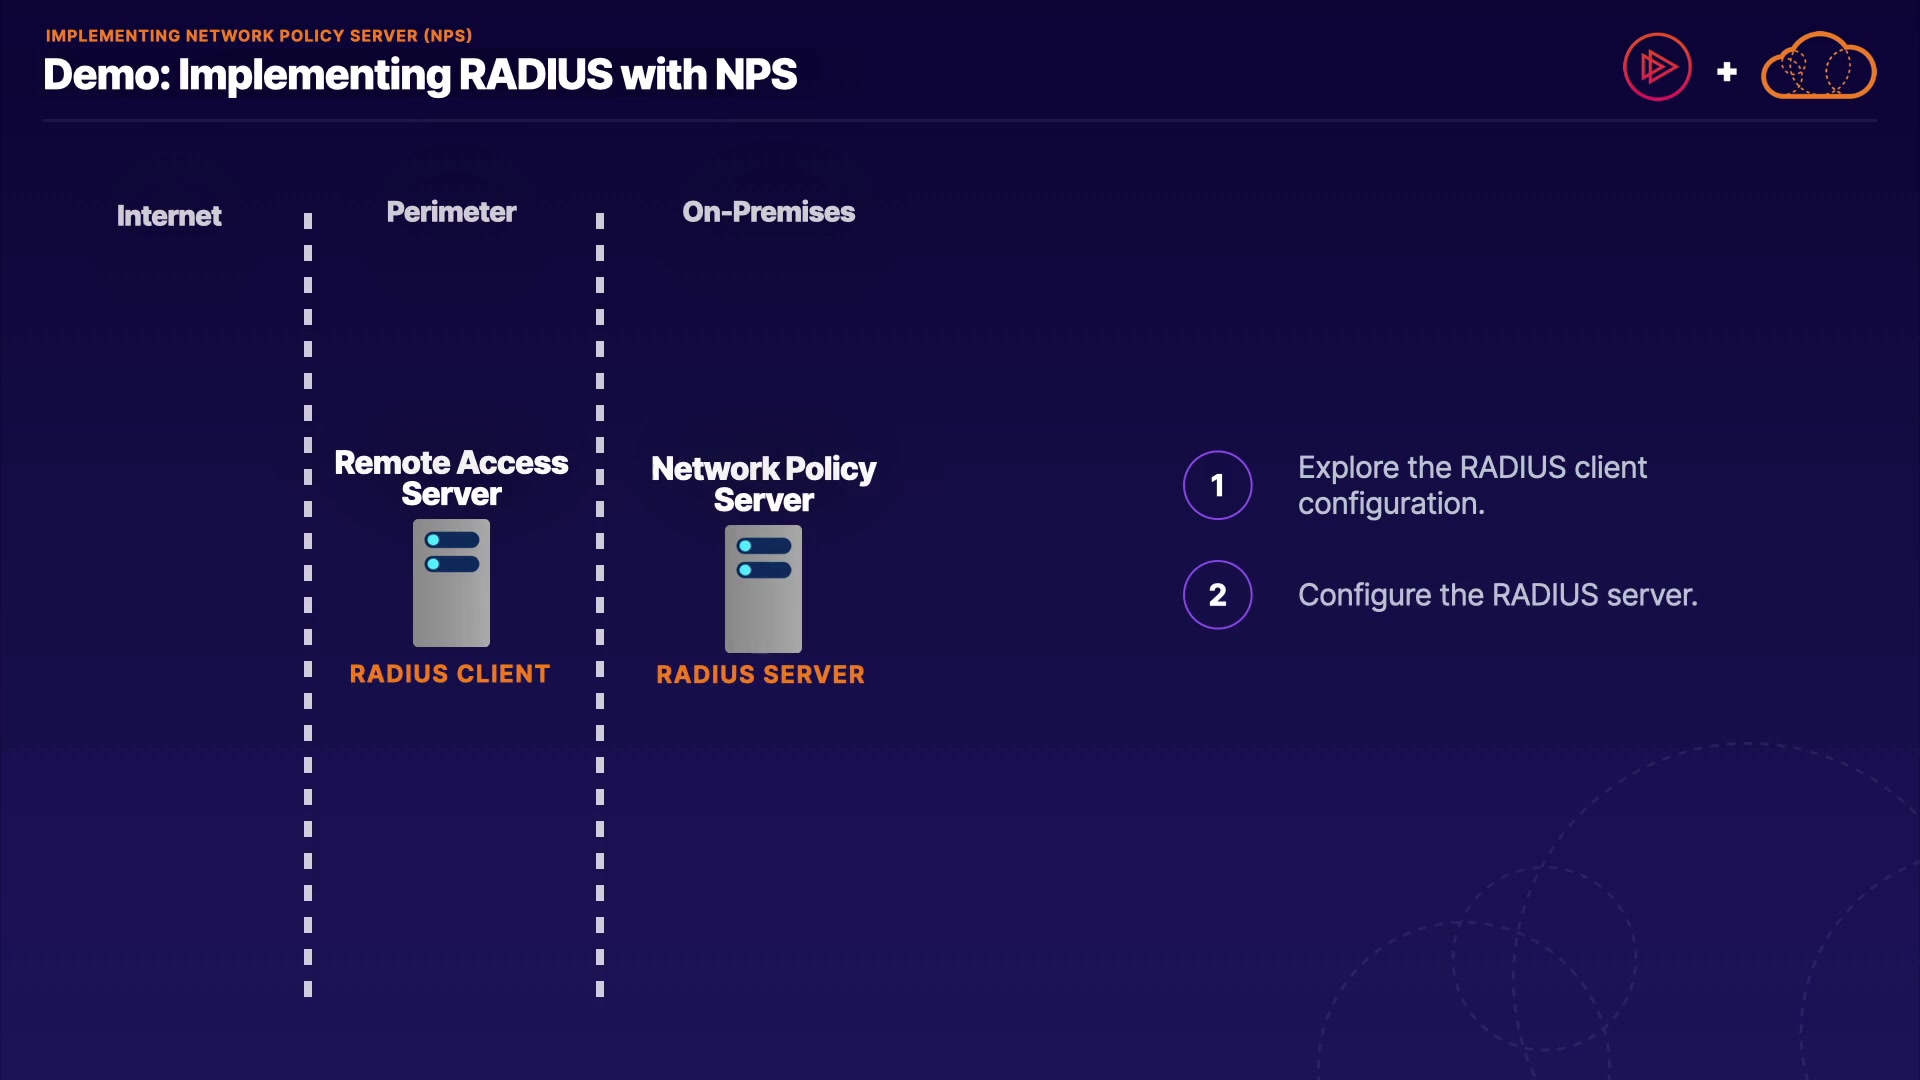 IMPLEMENTING NETWORK POLICY SERVER (NPS)
Demo: Implementing RADIUS with NPS
Internet
Perimeter
On-Premises
Remote Access
Server
RADIUS CLIENT
Network Policy
Server
RADIUS SERVER
1
Explore the RADIUS client
configuration.
2
Configure the RADIUS server.